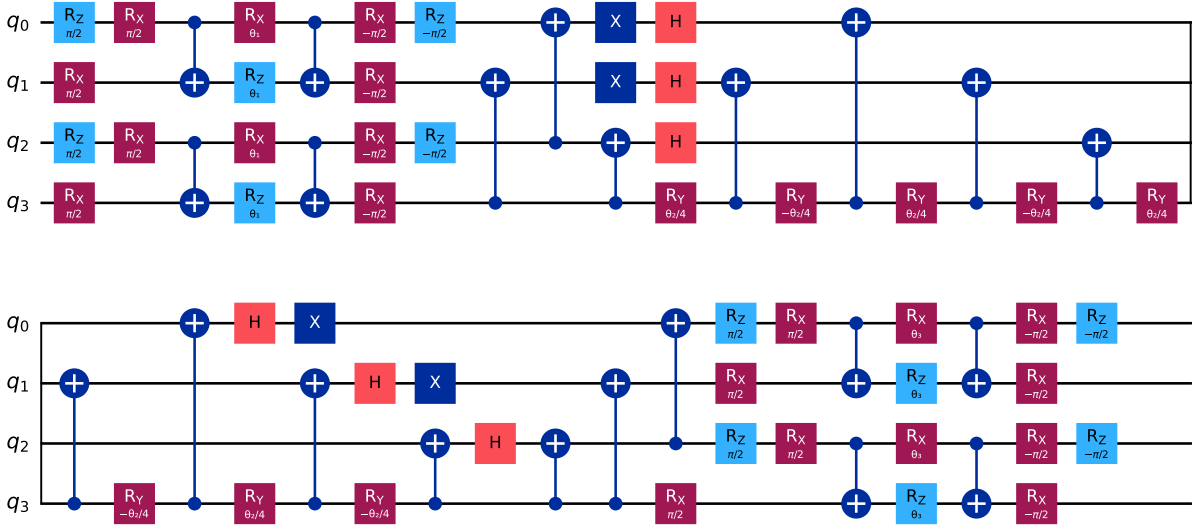 q0 RZ π/2 RX π/2 RX θ₁ RX −π/2 RZ −π/2 X H
q1 RX π/2 RZ θ₁ RX −π/2 X H
q2 RZ π/2 RX π/2 RX θ₁ RX −π/2 RZ −π/2 H
q3 RX π/2 RZ θ₁ RX −π/2 RY θ₂/4 RY −θ₂/4 RY θ₂/4 RY −θ₂/4 RY θ₂/4
q0 H X RZ π/2 RX π/2 RX θ₃ RX −π/2 RZ −π/2
q1 H X RX π/2 RZ θ₃ RX −π/2
q2 H RZ π/2 RX π/2 RX θ₃ RX −π/2 RZ −π/2
q3 RY −θ₂/4 RY θ₂/4 RY −θ₂/4 RX π/2 RZ θ₃ RX −π/2